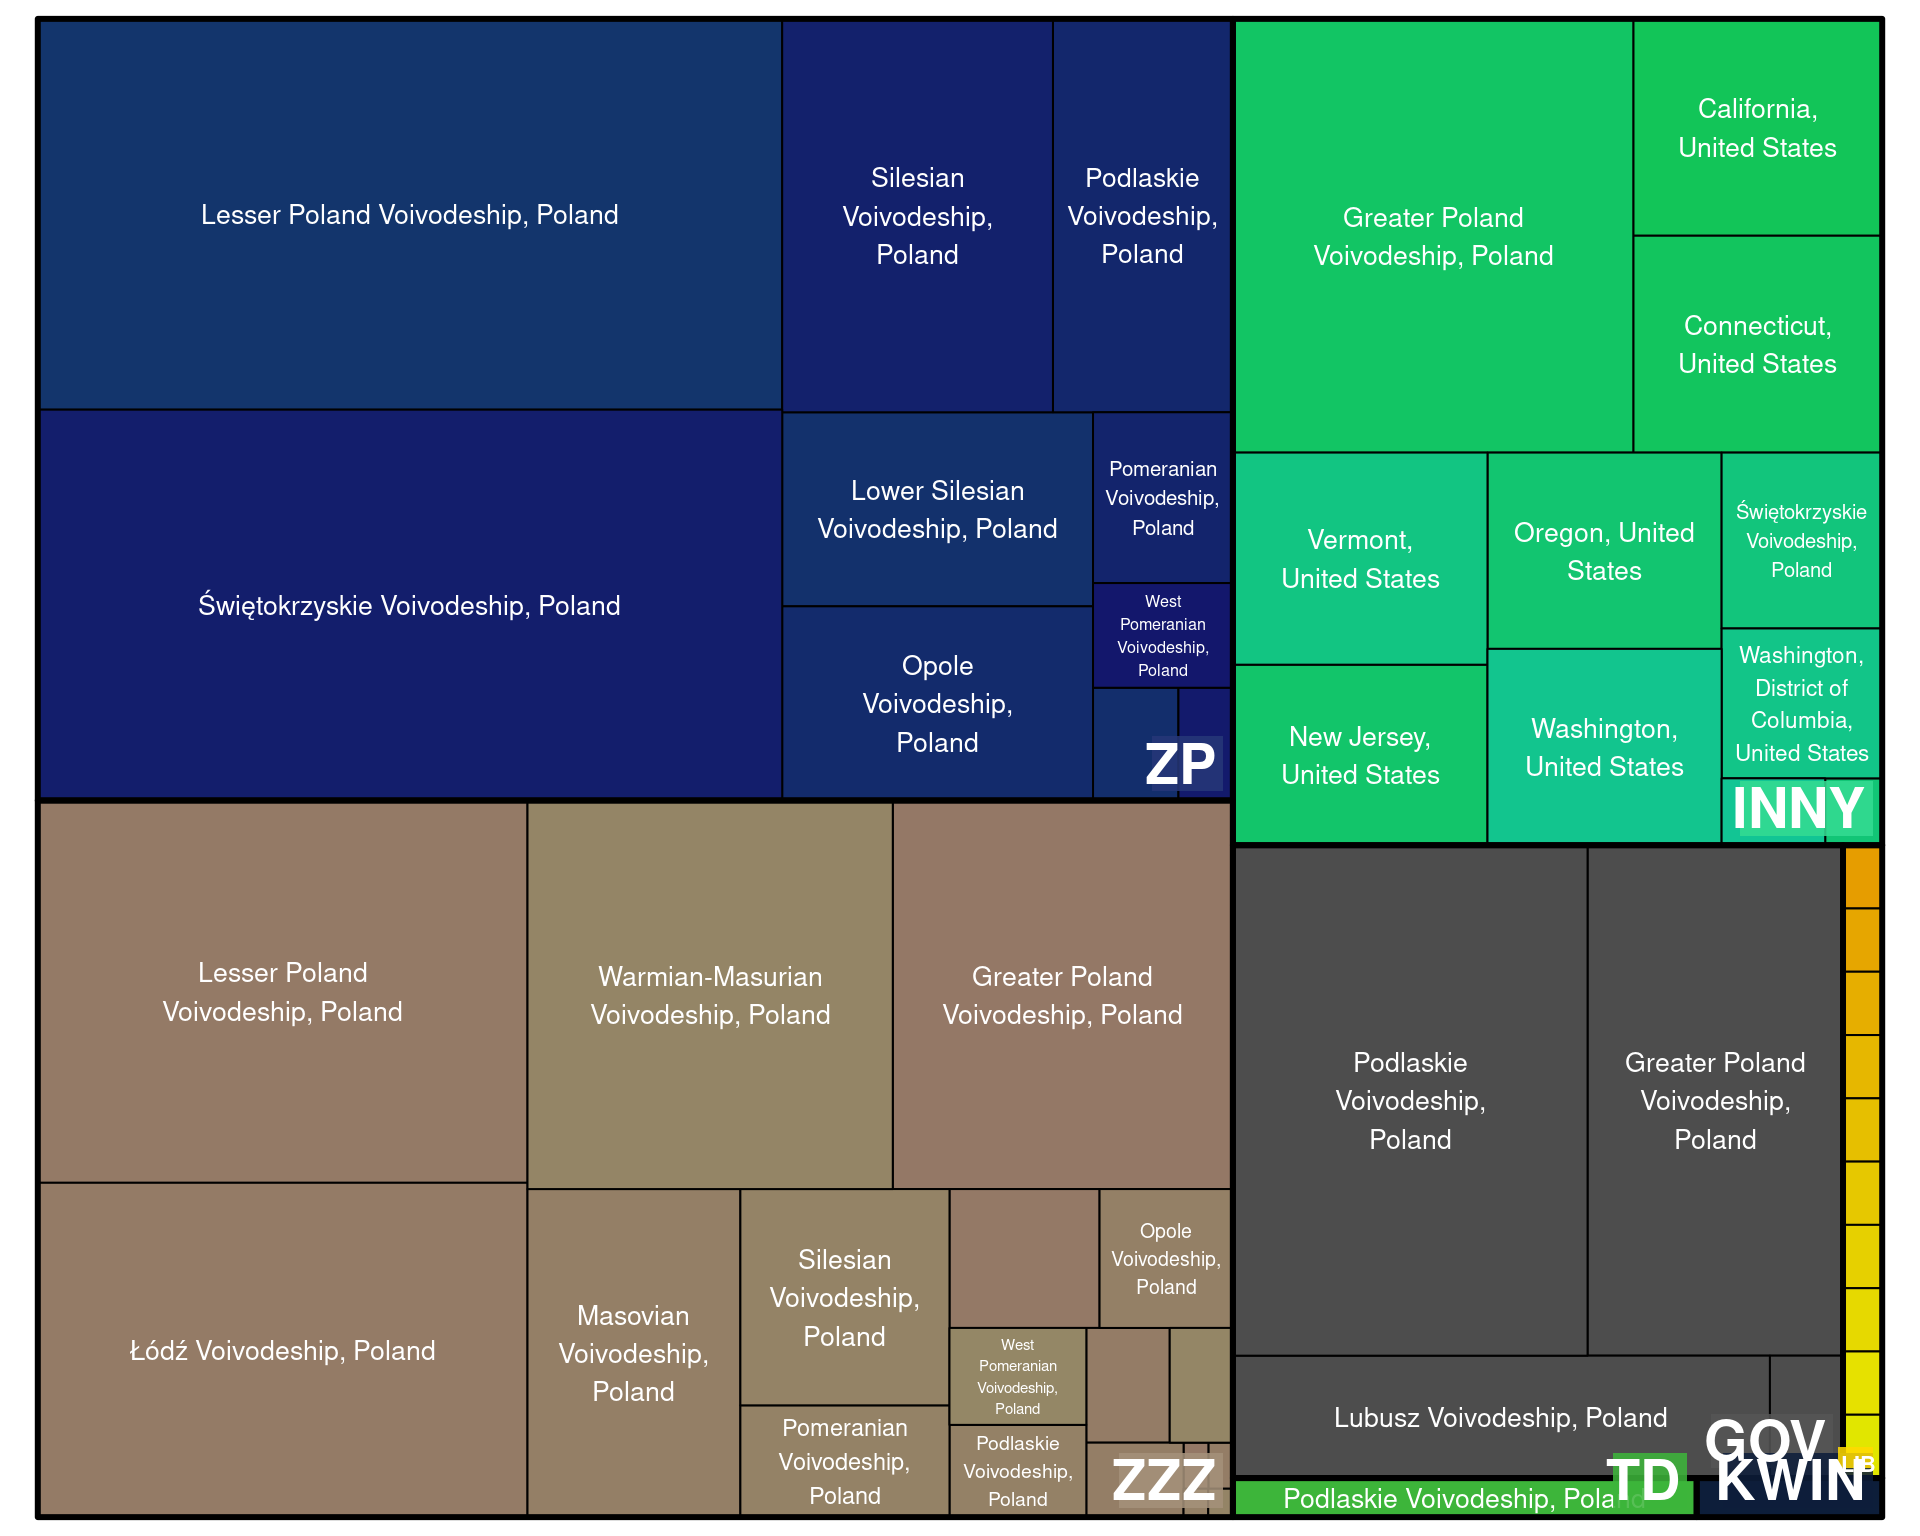 Lesser Poland Voivodeship, Poland
Silesian
Voivodeship,
Poland
Podlaskie
Voivodeship,
Poland
Świętokrzyskie Voivodeship, Poland
Lower Silesian
Voivodeship, Poland
Pomeranian
Voivodeship,
Poland
West
Pomeranian
Voivodeship,
Poland
Opole
Voivodeship,
Poland
ZP
Greater Poland
Voivodeship, Poland
California,
United States
Connecticut,
United States
Vermont,
United States
Oregon, United
States
Świętokrzyskie
Voivodeship,
Poland
New Jersey,
United States
Washington,
United States
Washington,
District of
Columbia,
United States
INNY
Lesser Poland
Voivodeship, Poland
Warmian-Masurian
Voivodeship, Poland
Greater Poland
Voivodeship, Poland
Łódź Voivodeship, Poland
Masovian
Voivodeship,
Poland
Silesian
Voivodeship,
Poland
Pomeranian
Voivodeship,
Poland
Opole
Voivodeship,
Poland
West
Pomeranian
Voivodeship,
Poland
Podlaskie
Voivodeship,
Poland
ZZZ
Podlaskie
Voivodeship,
Poland
Greater Poland
Voivodeship,
Poland
Lubusz Voivodeship, Poland
GOV
LIB
Podlaskie Voivodeship, Poland
TD
KWIN